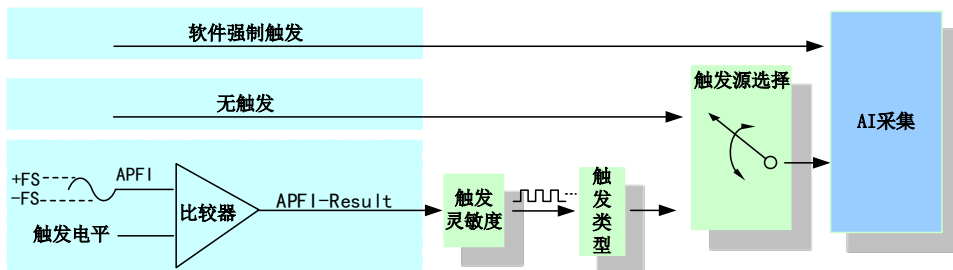 软件强制触发
无触发
触发源选择
AI采集
+FS
APFI
-FS
触发电平
比较器
APFI-Result
触发
灵敏度
触
发
类
型